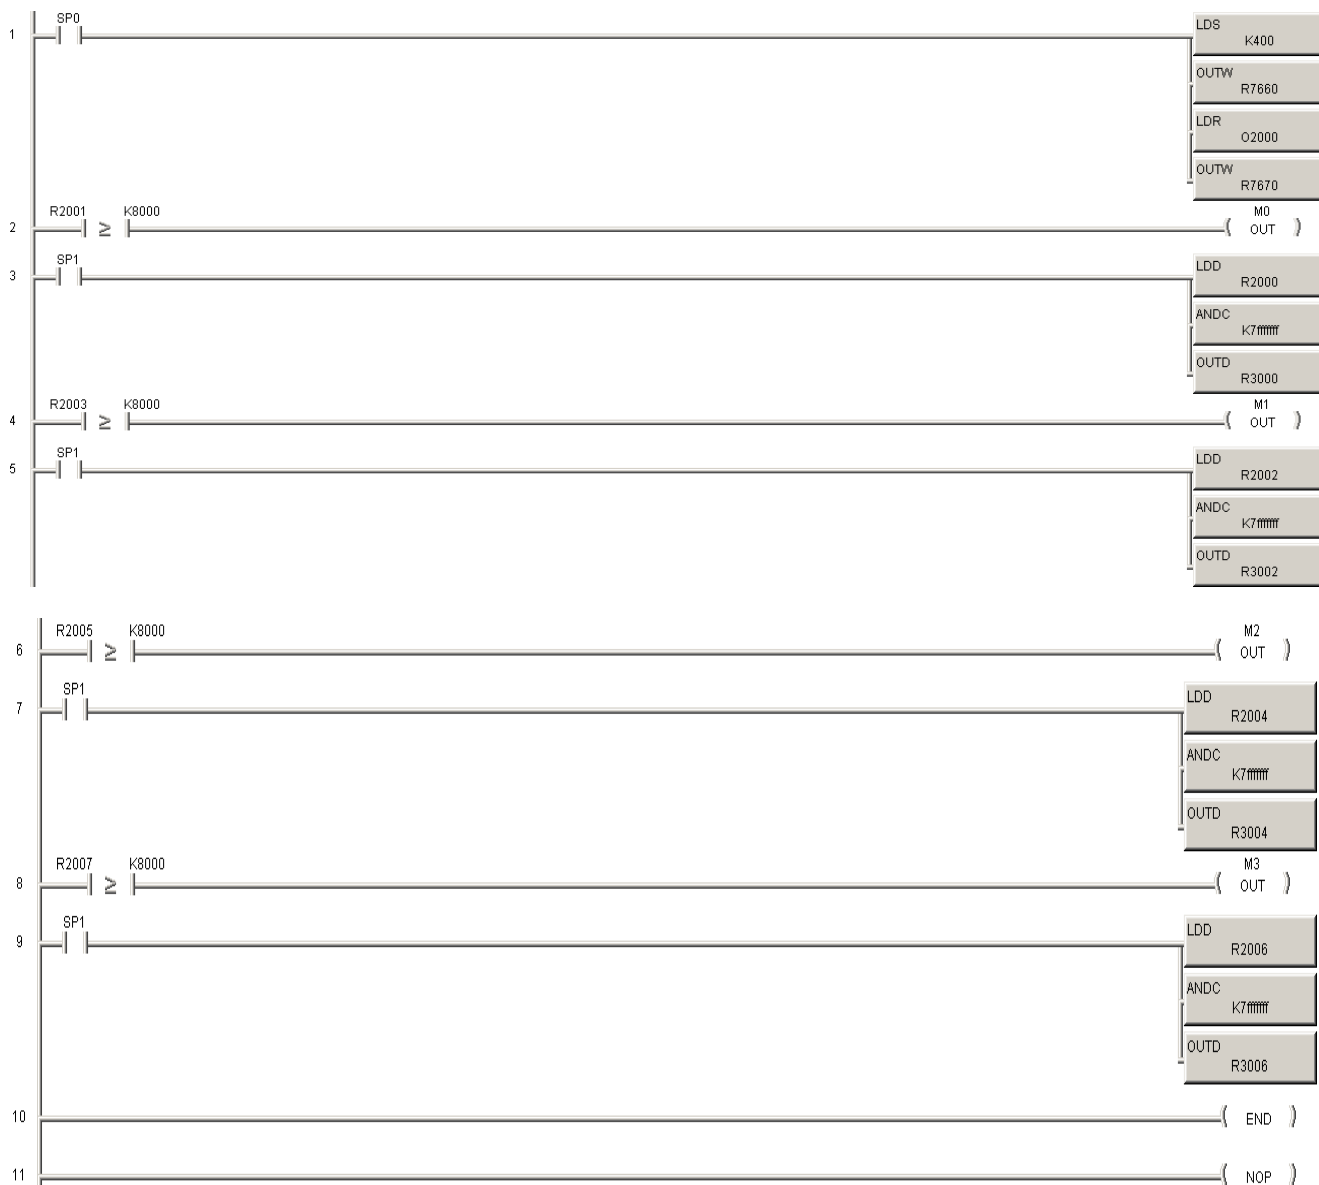 1
SP0
LDS
K400
OUTW
R7660
LDR
O2000
OUTW
R7670
2
R2001 ≥ K8000
M0
OUT
3
SP1
LDD
R2000
ANDC
K7fffffff
OUTD
R3000
4
R2003 ≥ K8000
M1
OUT
5
SP1
LDD
R2002
ANDC
K7fffffff
OUTD
R3002
6
R2005 ≥ K8000
M2
OUT
7
SP1
LDD
R2004
ANDC
K7fffffff
OUTD
R3004
8
R2007 ≥ K8000
M3
OUT
9
SP1
LDD
R2006
ANDC
K7fffffff
OUTD
R3006
10
END
11
NOP